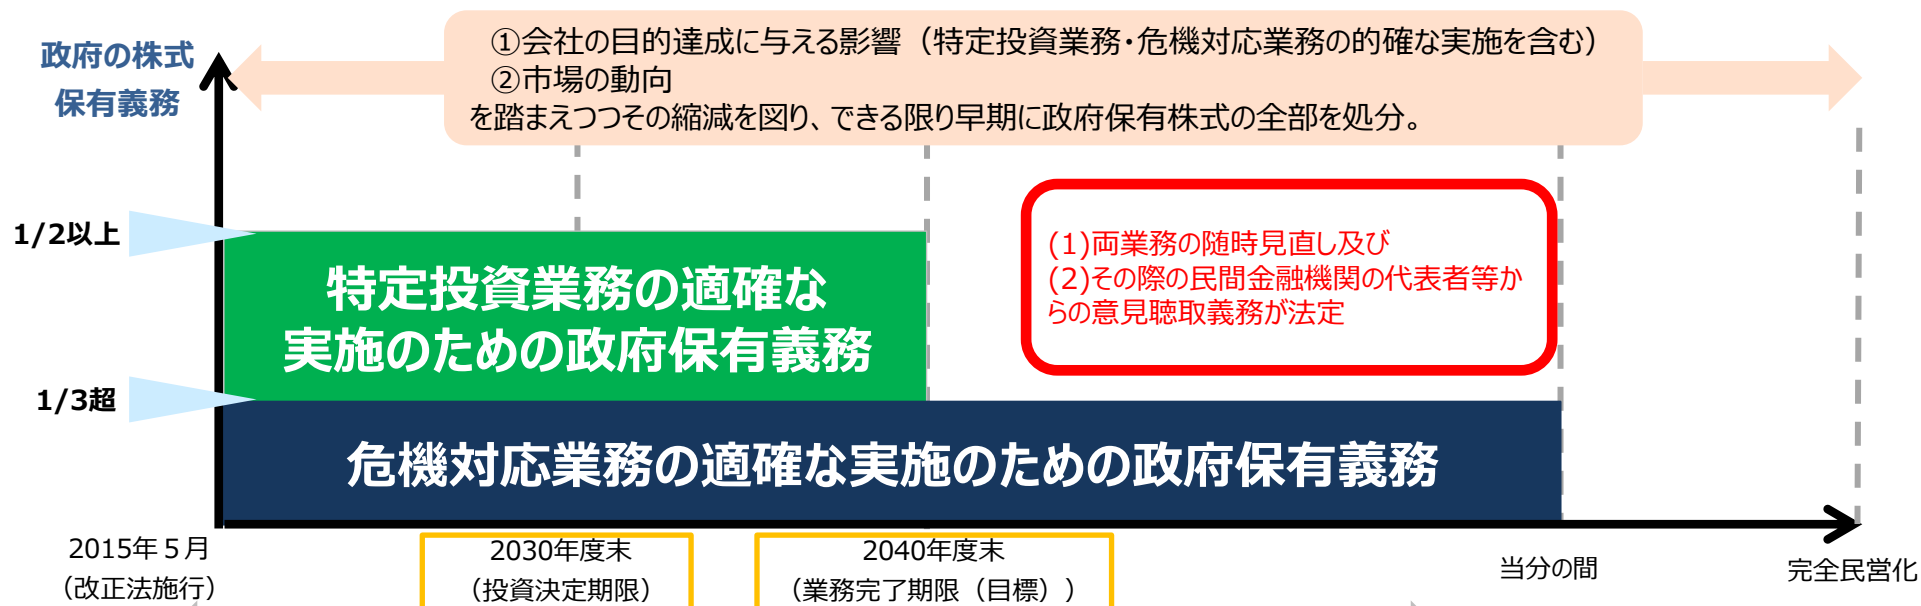 政府の株式
保有義務
①会社の目的達成に与える影響（特定投資業務・危機対応業務の的確な実施を含む）
②市場の動向
を踏まえつつその縮減を図り、できる限り早期に政府保有株式の全部を処分。
1/2以上
特定投資業務の適確な
実施のための政府保有義務
(1)両業務の随時見直し及び
(2)その際の民間金融機関の代表者等か
らの意見聴取義務が法定
1/3超
危機対応業務の適確な実施のための政府保有義務
2015年５月
（改正法施行）
2030年度末
（投資決定期限）
2040年度末
（業務完了期限（目標））
当分の間
完全民営化